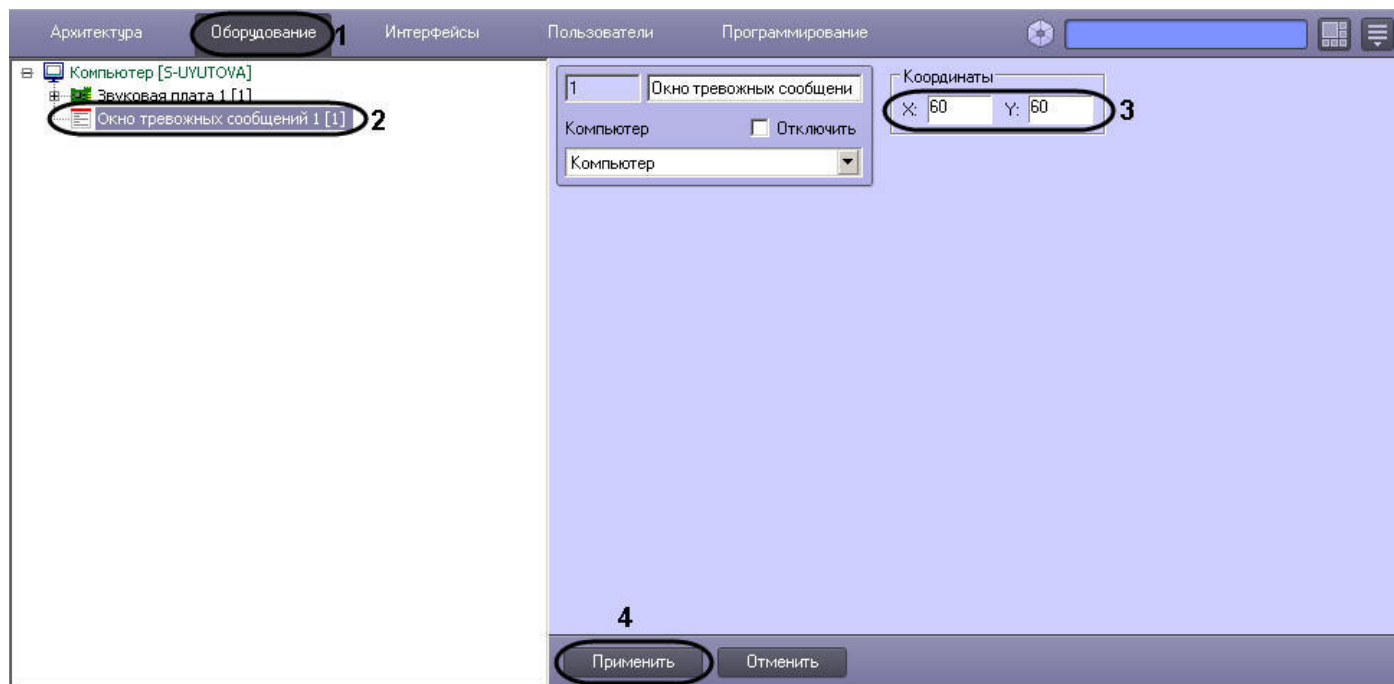 Архитектура Оборудование 1 Интерфейсы Пользователи Программирование
Компьютер [S-UYUTOVA]
Звуковая плата 1 [1]
Окно тревожных сообщений 1 [1] 2
1 Окно тревожных сообщени
Компьютер Отключить
Компьютер
Координаты
X: 60 Y: 60 3
4
Применить Отменить